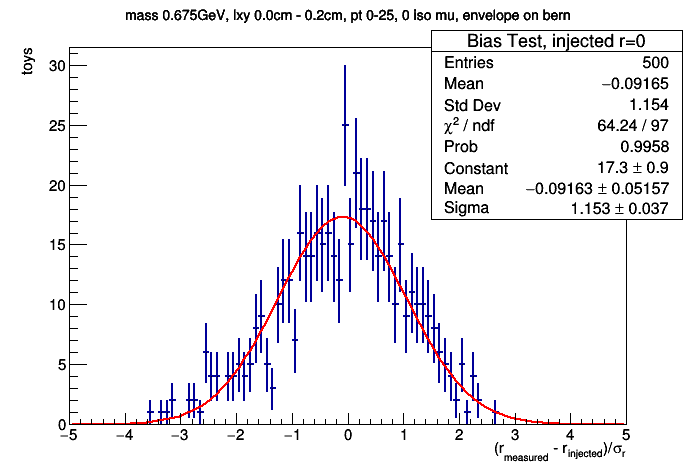 mass 0.675GeV, lxy 0.0cm - 0.2cm, pt 0-25, 0 Iso mu, envelope on bern
Bias Test, injected r=0
Entries 500
Mean −0.09165
Std Dev 1.154
χ² / ndf 64.24 / 97
Prob 0.9958
Constant 17.3 ± 0.9
Mean −0.09163 ± 0.05157
Sigma 1.153 ± 0.037
toys
30
25
20
15
10
5
0
−5 −4 −3 −2 −1 0 1 2 3 4 5
(r_measured - r_injected)/σ_r